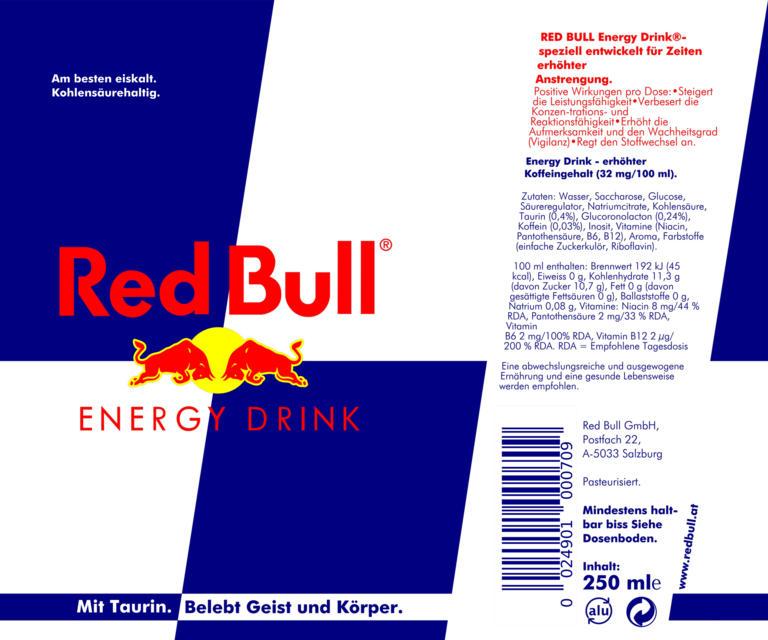 Am besten eiskalt.
Kohlensäurehaltig.
Red Bull®
ENERGY DRINK
Mit Taurin. Belebt Geist und Körper.
RED BULL Energy Drink®-
speziell entwickelt für Zeiten
erhöhter
Anstrengung.
Positive Wirkungen pro Dose:•Steigert
die Leistungsfähigkeit•Verbesert die
Konzen-trations- und
Reaktionsfähigkeit•Erhöht die
Aufmerksamkeit und den Wachheitsgrad
(Vigilanz)•Regt den Stoffwechsel an.
Energy Drink - erhöhter
Koffeingehalt (32 mg/100 ml).
Zutaten: Wasser, Saccharose, Glucose,
Säureregulator, Natriumcitrate, Kohlensäure,
Taurin (0,4%), Glucoronolacton (0,24%),
Koffein (0,03%), Inosit, Vitamine (Niacin,
Pantothensäure, B6, B12), Aroma, Farbstoffe
(einfache Zuckerkulör, Riboflavin).
100 ml enthalten: Brennwert 192 kJ (45
kcal), Eiweiss 0 g, Kohlenhydrate 11,3 g
(davon Zucker 10,7 g), Fett 0 g (davon
gesättigte Fettsäuren 0 g), Ballaststoffe 0 g,
Natrium 0,08 g, Vitamine: Niacin 8 mg/44 %
RDA, Pantothensäure 2 mg/33 % RDA,
Vitamin
B6 2 mg/100% RDA, Vitamin B12 2 µg/
200 % RDA. RDA = Empfohlene Tagesdosis
Eine abwechslungsreiche und ausgewogene
Ernährung und eine gesunde Lebensweise
werden empfohlen.
0 024901 000709
Red Bull GmbH,
Postfach 22,
A-5033 Salzburg
Pasteurisiert.
Mindestens halt-
bar biss Siehe
Dosenboden.
Inhalt:
250 ml℮
alu
www.redbull.at